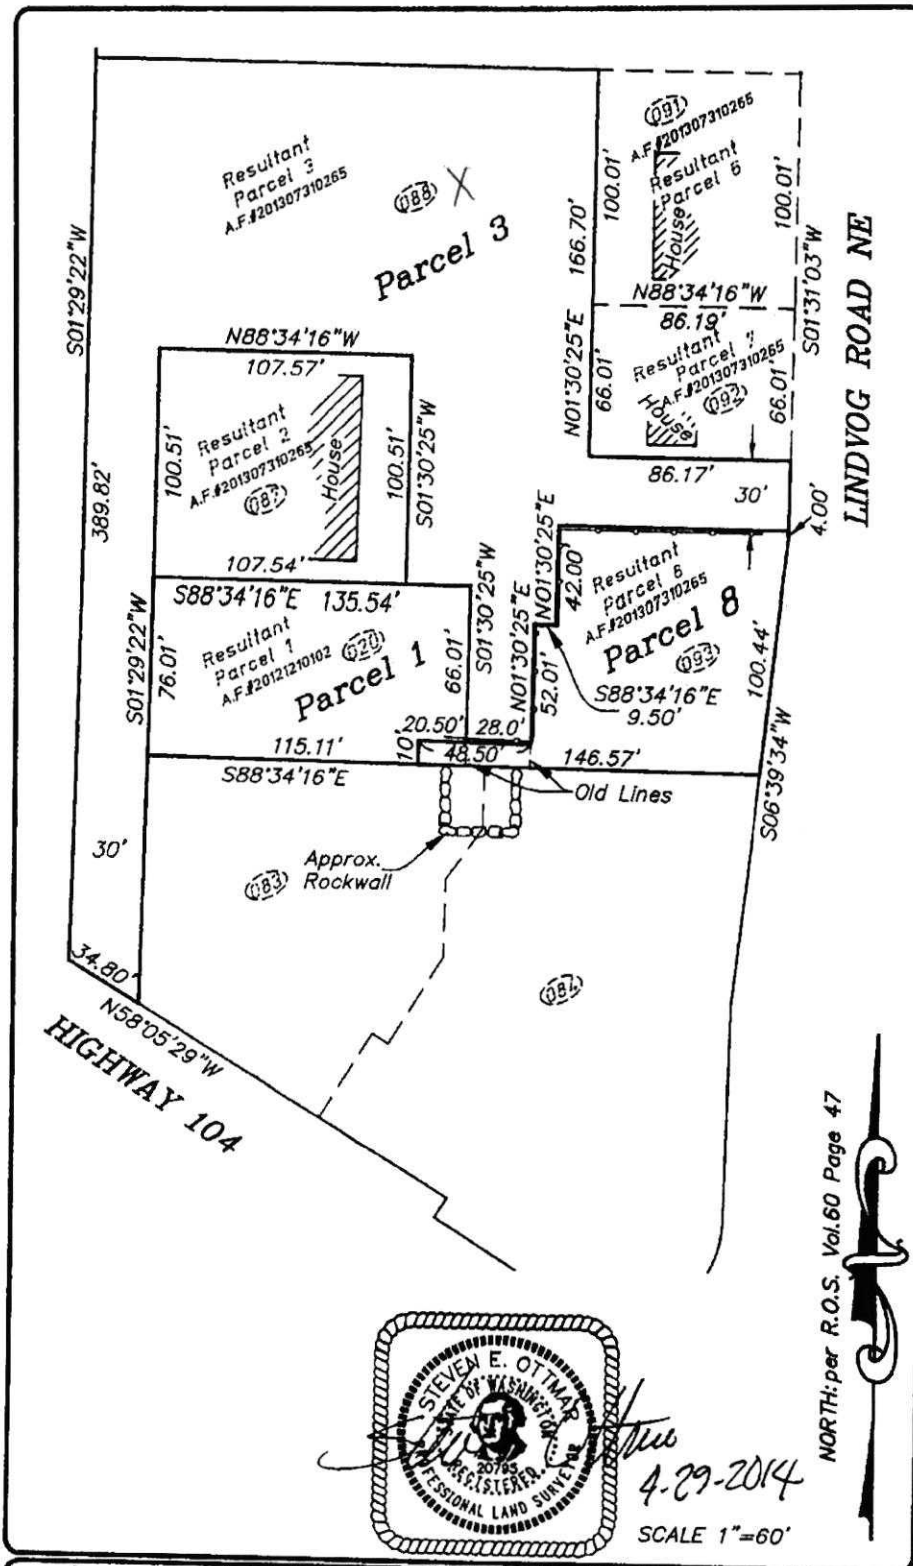 Resultant
Parcel 3
A.F.#201307310265
088
X
Parcel 3
S01°29'22"W
389.82'
166.70'
N01°30'25"E
091
A.F.#201307310265
Resultant
Parcel 6
House
100.01'
100.01'
S01°31'03"W
LINDVOG ROAD NE
N88°34'16"W
86.19'
Resultant
Parcel 7
A.F.#201307310265
092
House
66.01'
66.01'
86.17'
30'
4.00'
N88°34'16"W
107.57'
Resultant
Parcel 2
A.F.#201307310265
087
House
100.51'
100.51'
S01°30'25"W
107.54'
S88°34'16"E 135.54'
Resultant
Parcel 1
A.F.#20121210102
020
Parcel 1
S01°29'22"W
76.01'
66.01'
S01°30'25"W
N01°30'25"E
52.01'
N01°30'25"E
42.00'
Resultant
Parcel 8
A.F.#201307310265
Parcel 8
093
100.44'
S88°34'16"E
9.50'
20.50'
28.0'
10'
48.50'
115.11'
146.57'
S88°34'16"E
S06°39'34"W
Old Lines
30'
Approx.
Rockwall
083
084
34.80'
N58°05'29"W
HIGHWAY 104
NORTH:per R.O.S. Vol.60 Page 47
STEVEN E. OTTMAR
STATE OF WASHINGTON
20795
REGISTERED
PROFESSIONAL LAND SURVEYOR
4-29-2014
SCALE 1"=60'